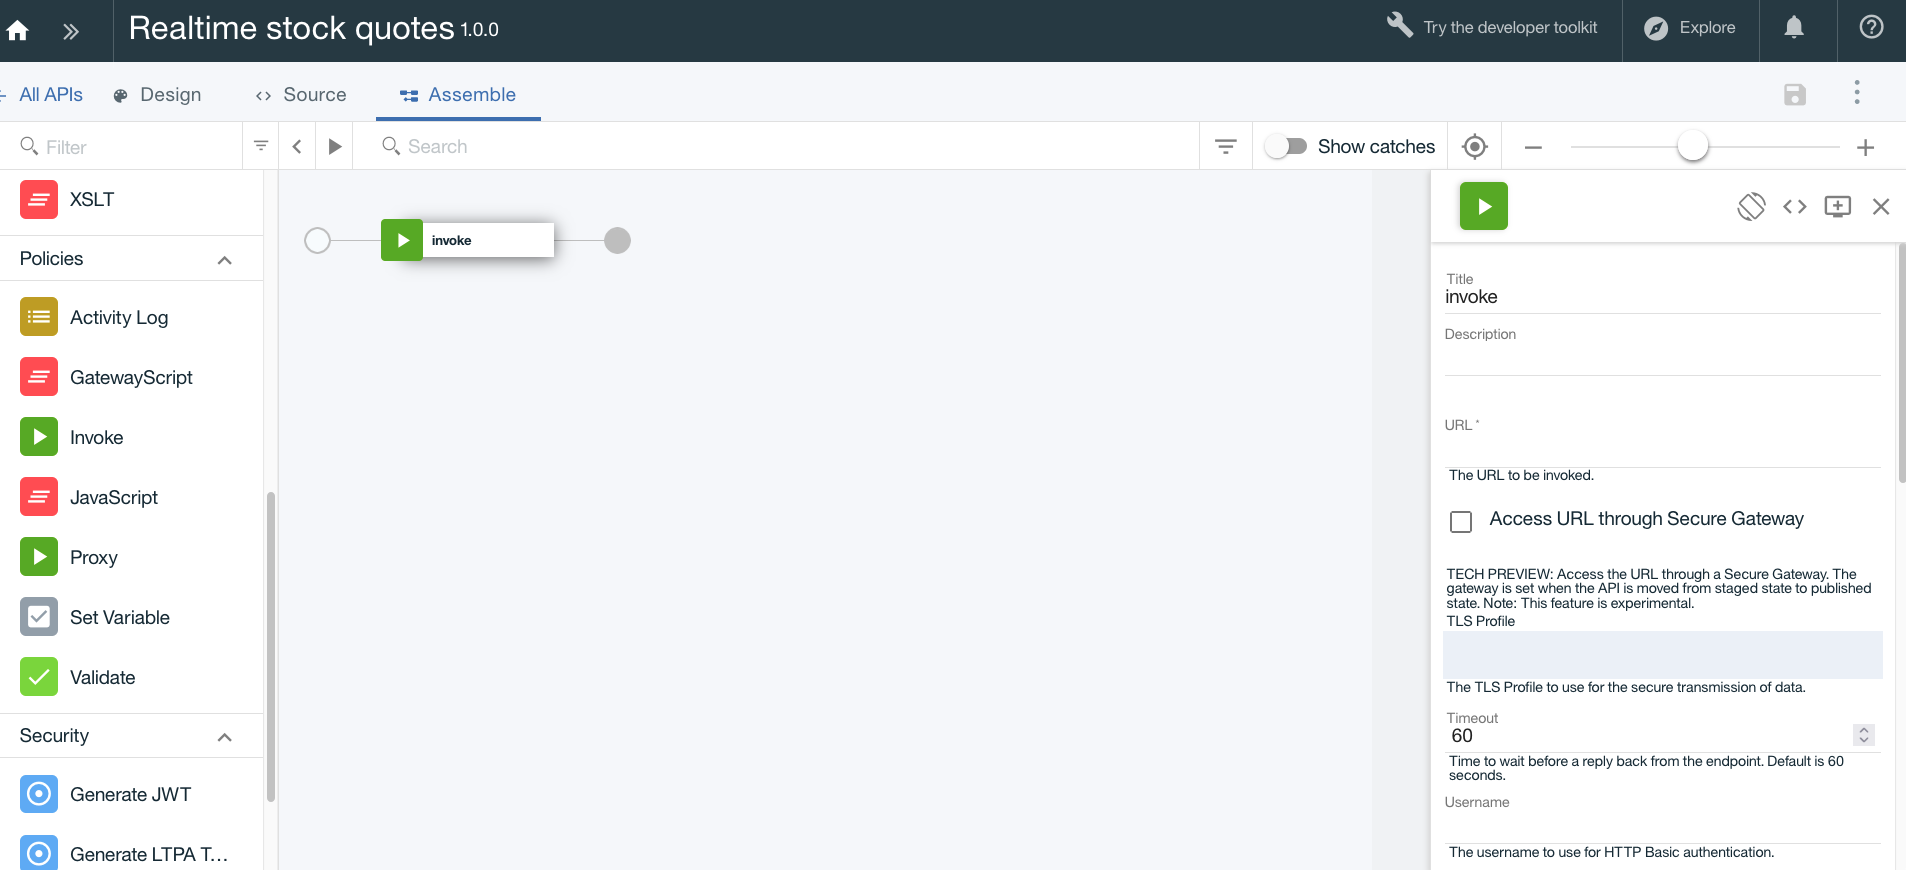 Realtime stock quotes 1.0.0
Try the developer toolkit
Explore
All APIs
Design
Source
Assemble
Filter
Search
Show catches
XSLT
Policies
Activity Log
GatewayScript
Invoke
JavaScript
Proxy
Set Variable
Validate
Security
Generate JWT
Generate LTPA T...
invoke
Title
invoke
Description
URL *
The URL to be invoked.
Access URL through Secure Gateway
TECH PREVIEW: Access the URL through a Secure Gateway. The
gateway is set when the API is moved from staged state to published
state. Note: This feature is experimental.
TLS Profile
The TLS Profile to use for the secure transmission of data.
Timeout
60
Time to wait before a reply back from the endpoint. Default is 60
seconds.
Username
The username to use for HTTP Basic authentication.